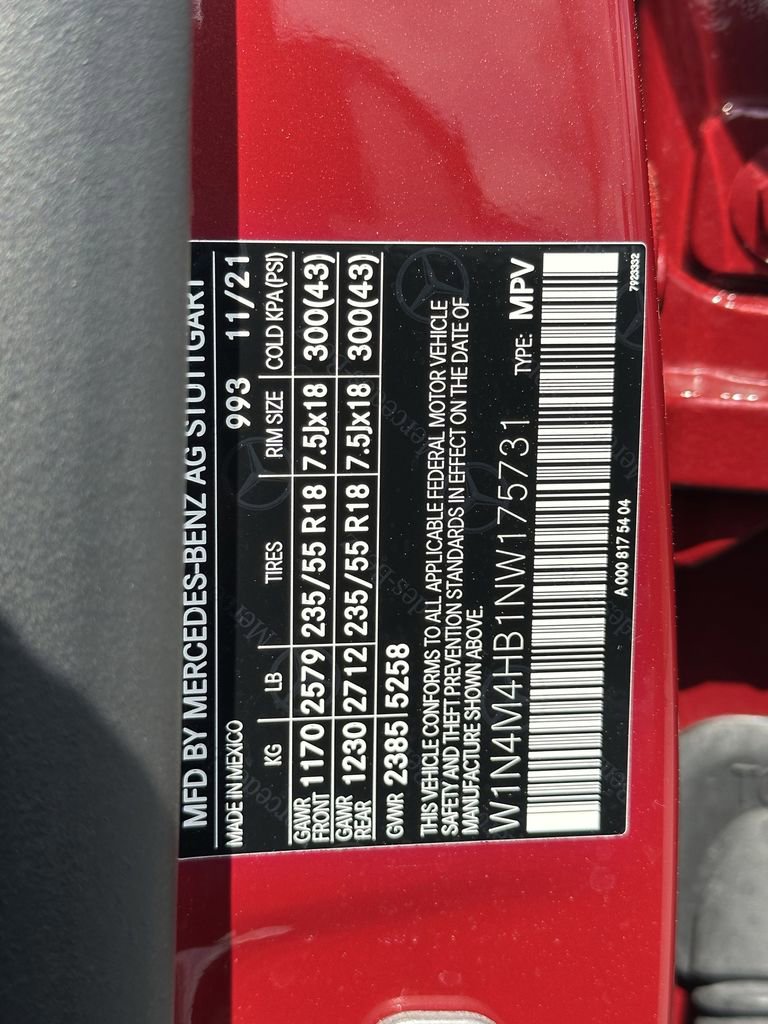 MFD BY MERCEDES-BENZ AG STUTTGART
MADE IN MEXICO 993 11/21
KG LB TIRES RIM SIZE COLD KPA (PSI)
GAWR FRONT 1170 2579 235/55 R18 7.5Jx18 300(43)
GAWR REAR 1230 2712 235/55 R18 7.5Jx18 300(43)
GVWR 2385 5258
THIS VEHICLE CONFORMS TO ALL APPLICABLE FEDERAL MOTOR VEHICLE
SAFETY AND THEFT PREVENTION STANDARDS IN EFFECT ON THE DATE OF
MANUFACTURE SHOWN ABOVE.
W1N4M4HB1NW175731 TYPE: MPV
A 000 817 54 04
7923332